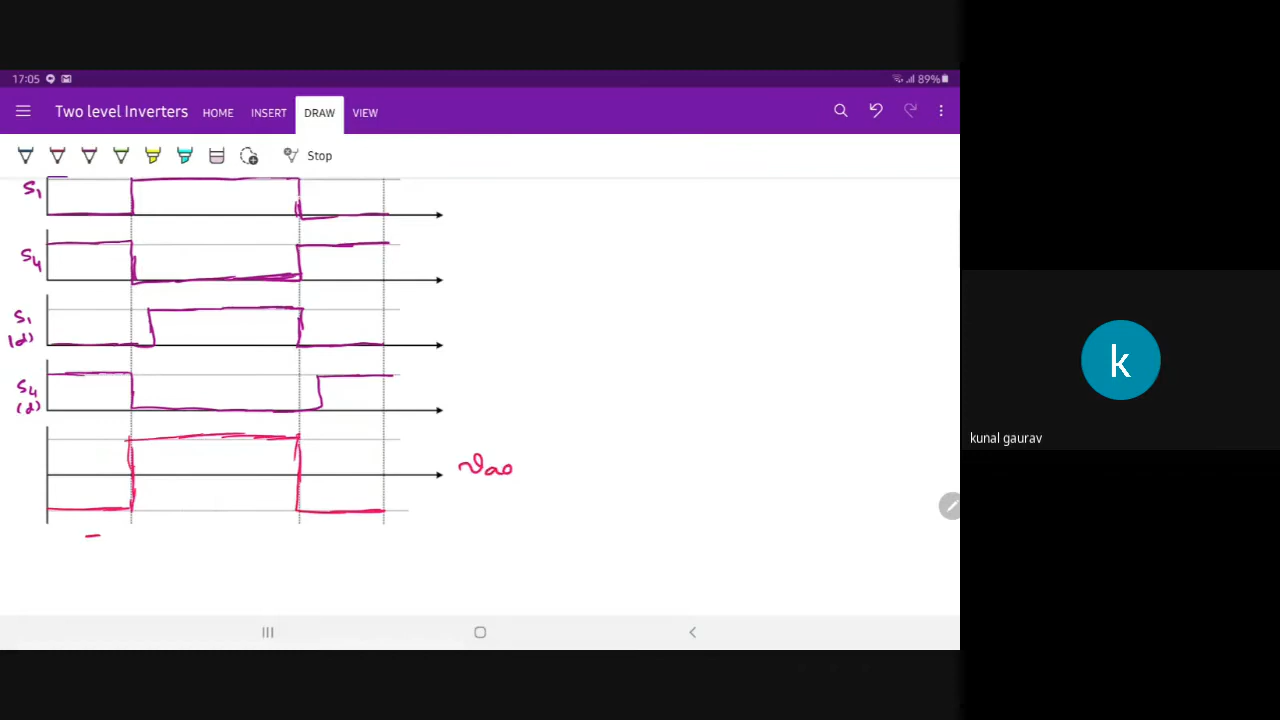 17:05 89%
Two level Inverters HOME INSERT DRAW VIEW
Stop
S1
S4
S1
(d)
S4
(d)
vao
k
kunal gaurav